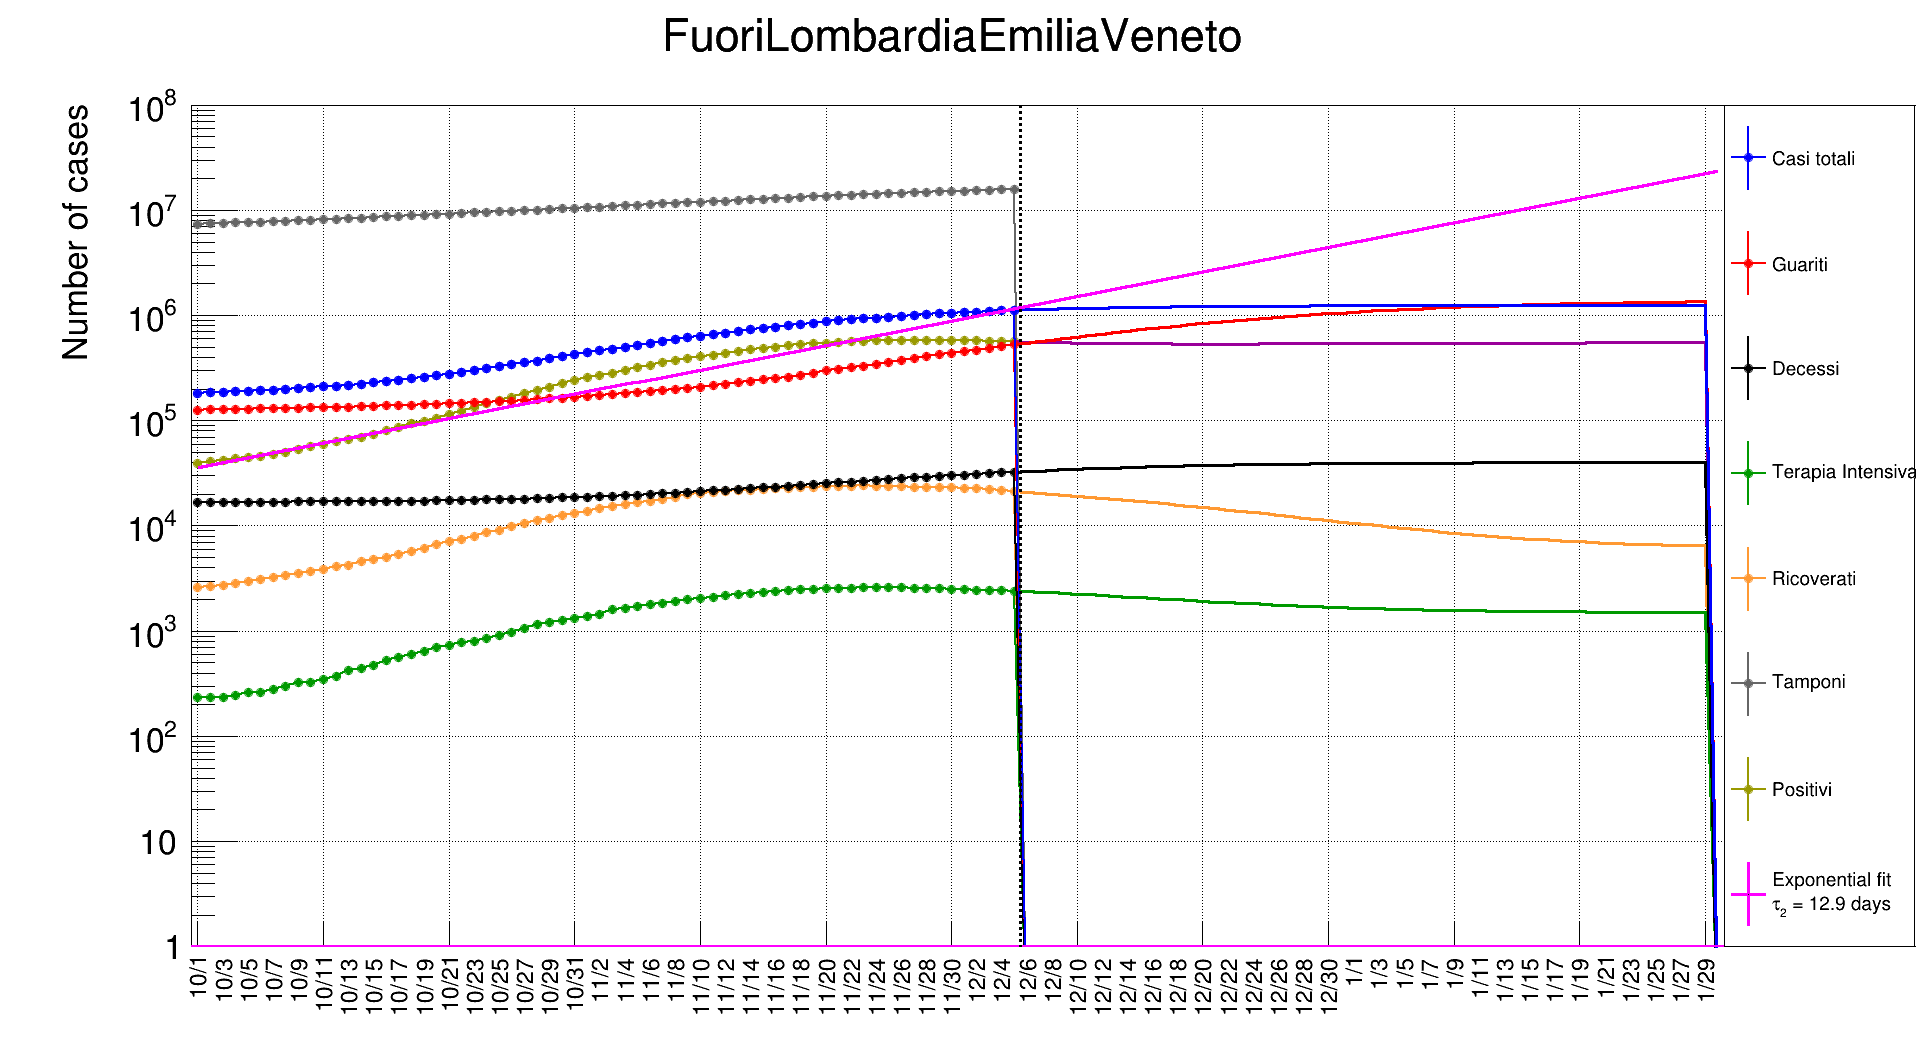 FuoriLombardiaEmiliaVeneto
Number of cases
10^8
10^7
10^6
10^5
10^4
10^3
10^2
10
1
10/1 10/3 10/5 10/7 10/9 10/11 10/13 10/15 10/17 10/19 10/21 10/23 10/25 10/27 10/29 10/31 11/2 11/4 11/6 11/8 11/10 11/12 11/14 11/16 11/18 11/20 11/22 11/24 11/26 11/28 11/30 12/2 12/4 12/6 12/8 12/10 12/12 12/14 12/16 12/18 12/20 12/22 12/24 12/26 12/28 12/30 1/1 1/3 1/5 1/7 1/9 1/11 1/13 1/15 1/17 1/19 1/21 1/23 1/25 1/27 1/29
Casi totali
Guariti
Decessi
Terapia Intensiva
Ricoverati
Tamponi
Positivi
Exponential fit
τ₂ = 12.9 days